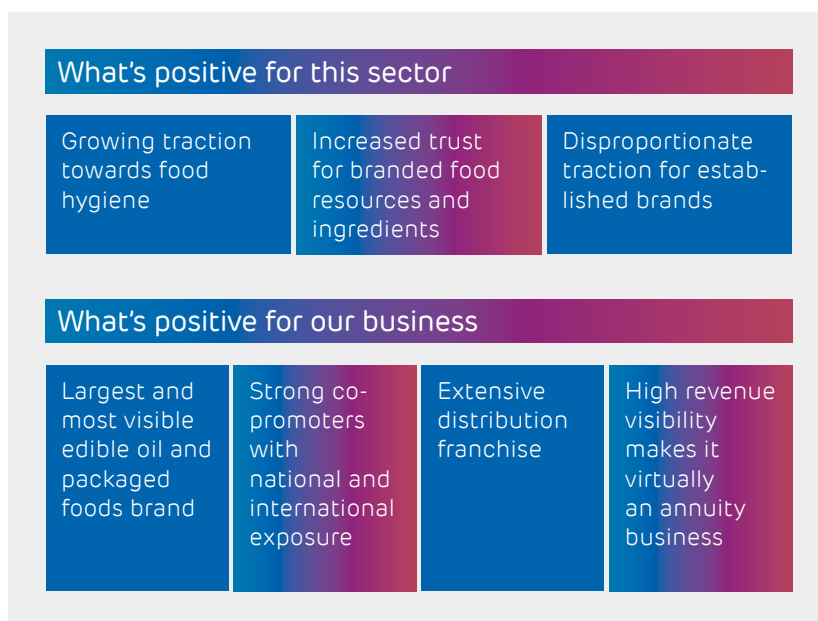 What's positive for this sector
Growing traction
towards food
hygiene
Increased trust
for branded food
resources and
ingredients
Disproportionate
traction for estab-
lished brands
What's positive for our business
Largest and
most visible
edible oil and
packaged
foods brand
Strong co-
promoters
with
national and
international
exposure
Extensive
distribution
franchise
High revenue
visibility
makes it
virtually
an annuity
business